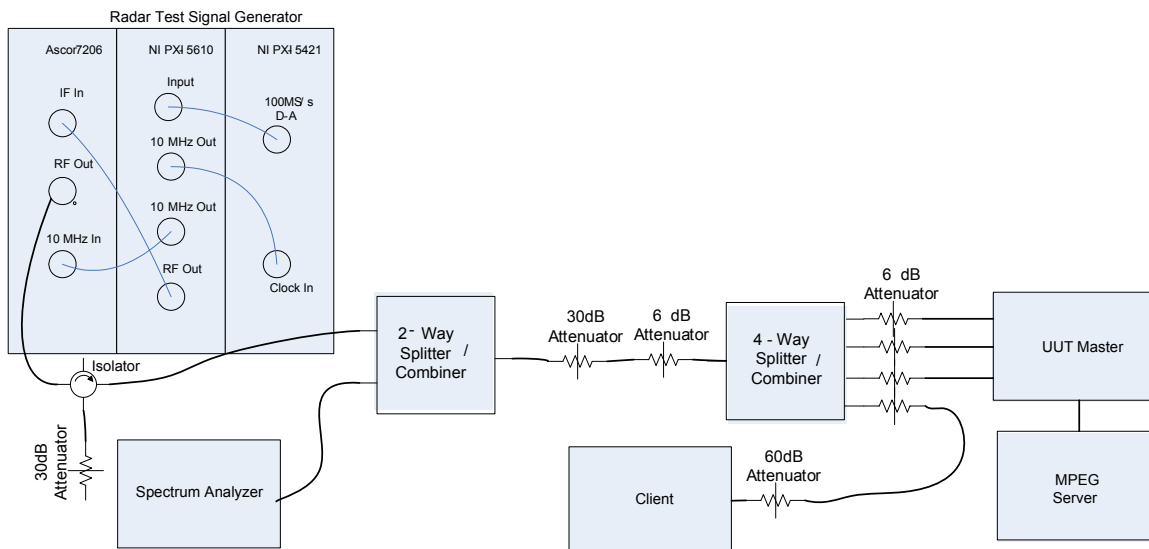 Radar Test Signal Generator
Ascor7206
NI PXI 5610
NI PXI 5421
IF In
Input
100MS/ s
D-A
RF Out
10 MHz Out
10 MHz In
10 MHz Out
RF Out
Clock In
Isolator
30dB
Attenuator
Spectrum Analyzer
2- Way
Splitter /
Combiner
30dB
Attenuator
6 dB
Attenuator
4 - Way
Splitter /
Combiner
6 dB
Attenuator
UUT Master
60dB
Attenuator
Client
MPEG
Server